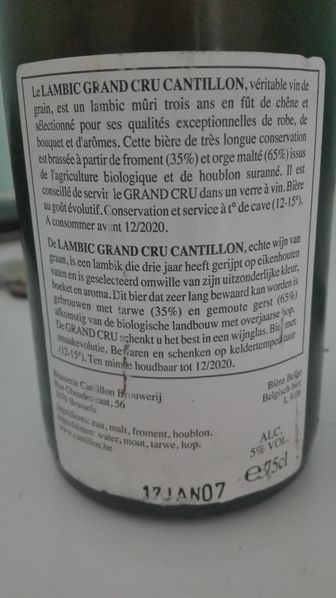 Le LAMBIC GRAND CRU CANTILLON, véritable vin de
grain, est un lambic mûri trois ans en fût de chêne et
sélectionné pour ses qualités exceptionnelles de robe, de
bouquet et d'arômes. Cette bière de très longue conservation
est brassée à partir de froment (35%) et orge malté (65%) issus
de l'agriculture biologique et de houblon suranné. Il est
conseillé de servir le GRAND CRU dans un verre à vin. Bière
au goût évolutif. Conservation et service à t° de cave (12-15°).
A consommer avant 12/2020.
De LAMBIC GRAND CRU CANTILLON, echte wijn van
graan, is een lambik die drie jaar heeft gerijpt op eikenhouten
vaten en is geselecteerd omwille van zijn uitzonderlijke kleur,
boeket en aroma. Dit bier dat zeer lang bewaard kan worden is
gebrouwen met tarwe (35%) en gemoute gerst (65%)
afkomstig van de biologische landbouw met overjaarse hop.
De GRAND CRU schenkt u het best in een wijnglas. Bier met
smaakevolutie. Bewaren en schenken op keldertemperatuur
(12-15°). Ten minste houdbaar tot 12/2020.
Brasserie Cantillon Brouwerij
Rue Gheudestraat, 56
1070 Brussels
Ingrédients: eau, malt, froment, houblon.
Ingrediënten: water, mout, tarwe, hop.
www.cantillon.be
Bière Belge
Belgisch bier
L 9.06
ALC.
5% VOL.
e 37,5cl
17JAN07